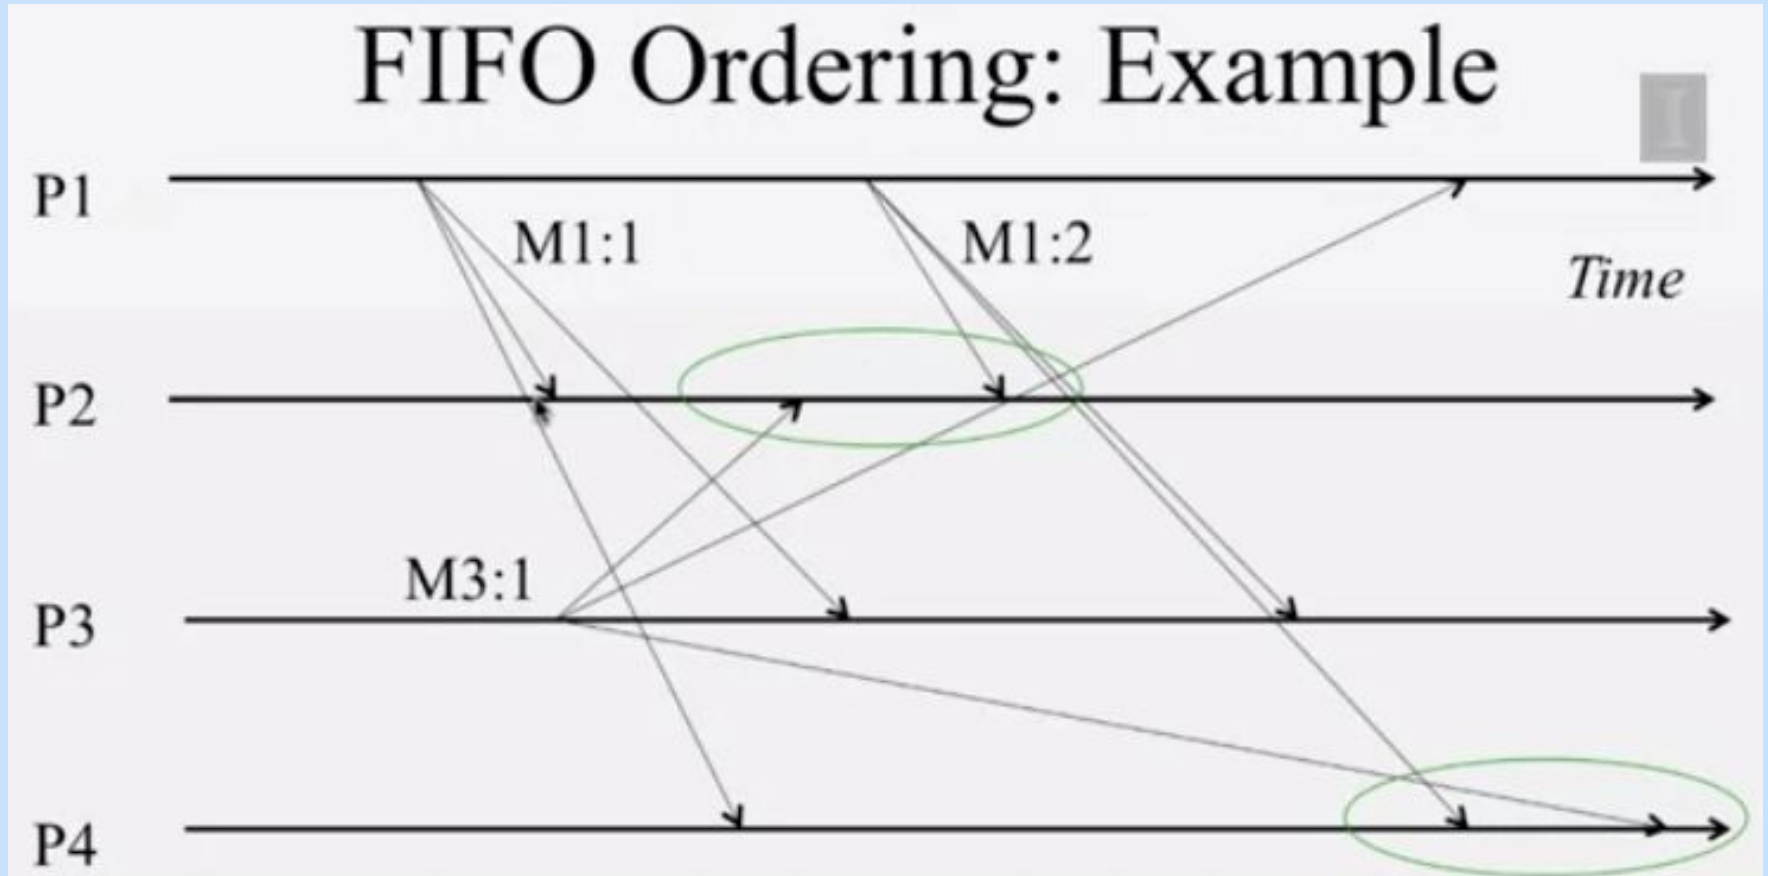 FIFO Ordering: Example
I
P1
M1:1
M1:2
Time
P2
M3:1
P3
P4